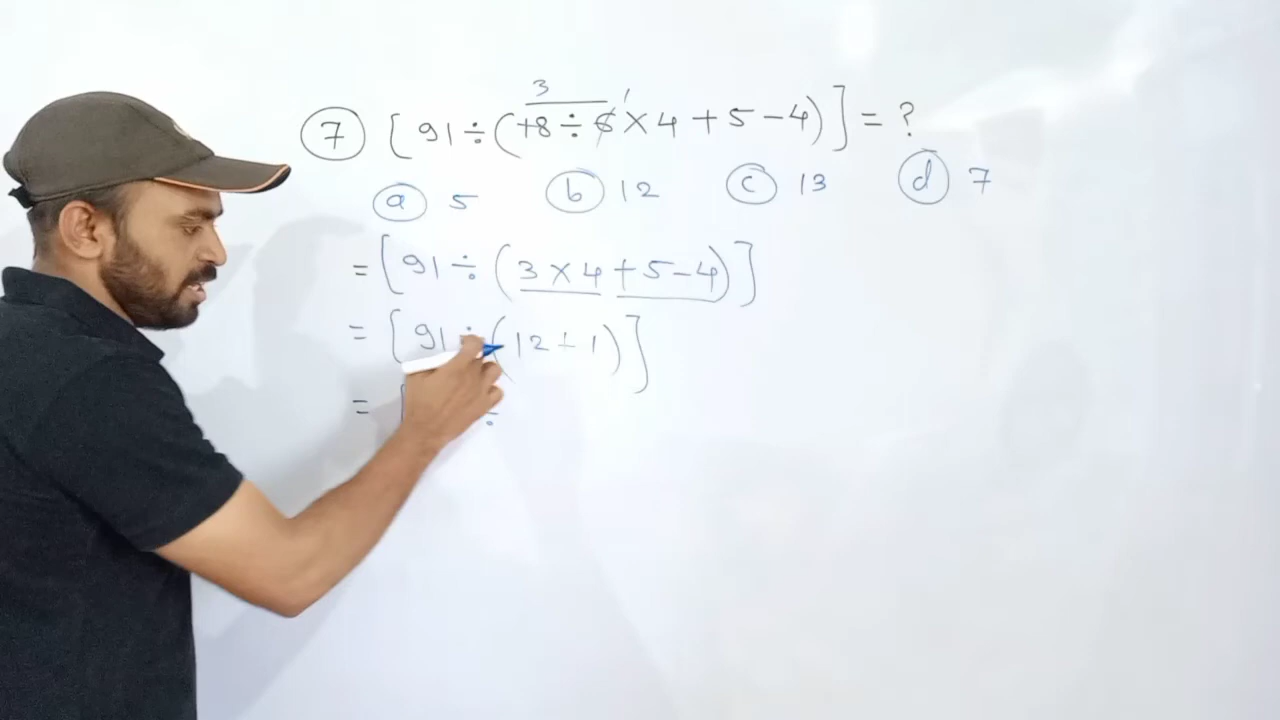 3 1
7 [91÷(18÷6×4+5-4)] = ?
a 5 b 12 c 13 d 7
= [91÷(3×4+5-4)]
= [91÷(12+1)]
= [ ÷